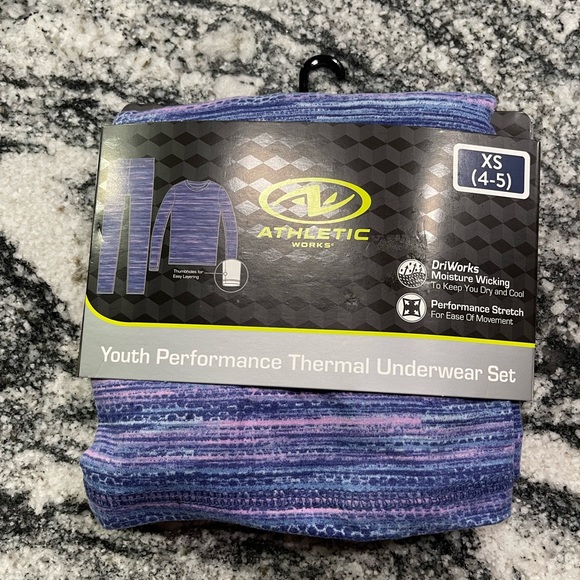 XS
(4-5)
ATHLETIC
WORKS®
Thumbholes for
Easy Layering
DriWorks
Moisture Wicking
To Keep You Dry and Cool
Performance Stretch
For Ease Of Movement
Youth Performance Thermal Underwear Set